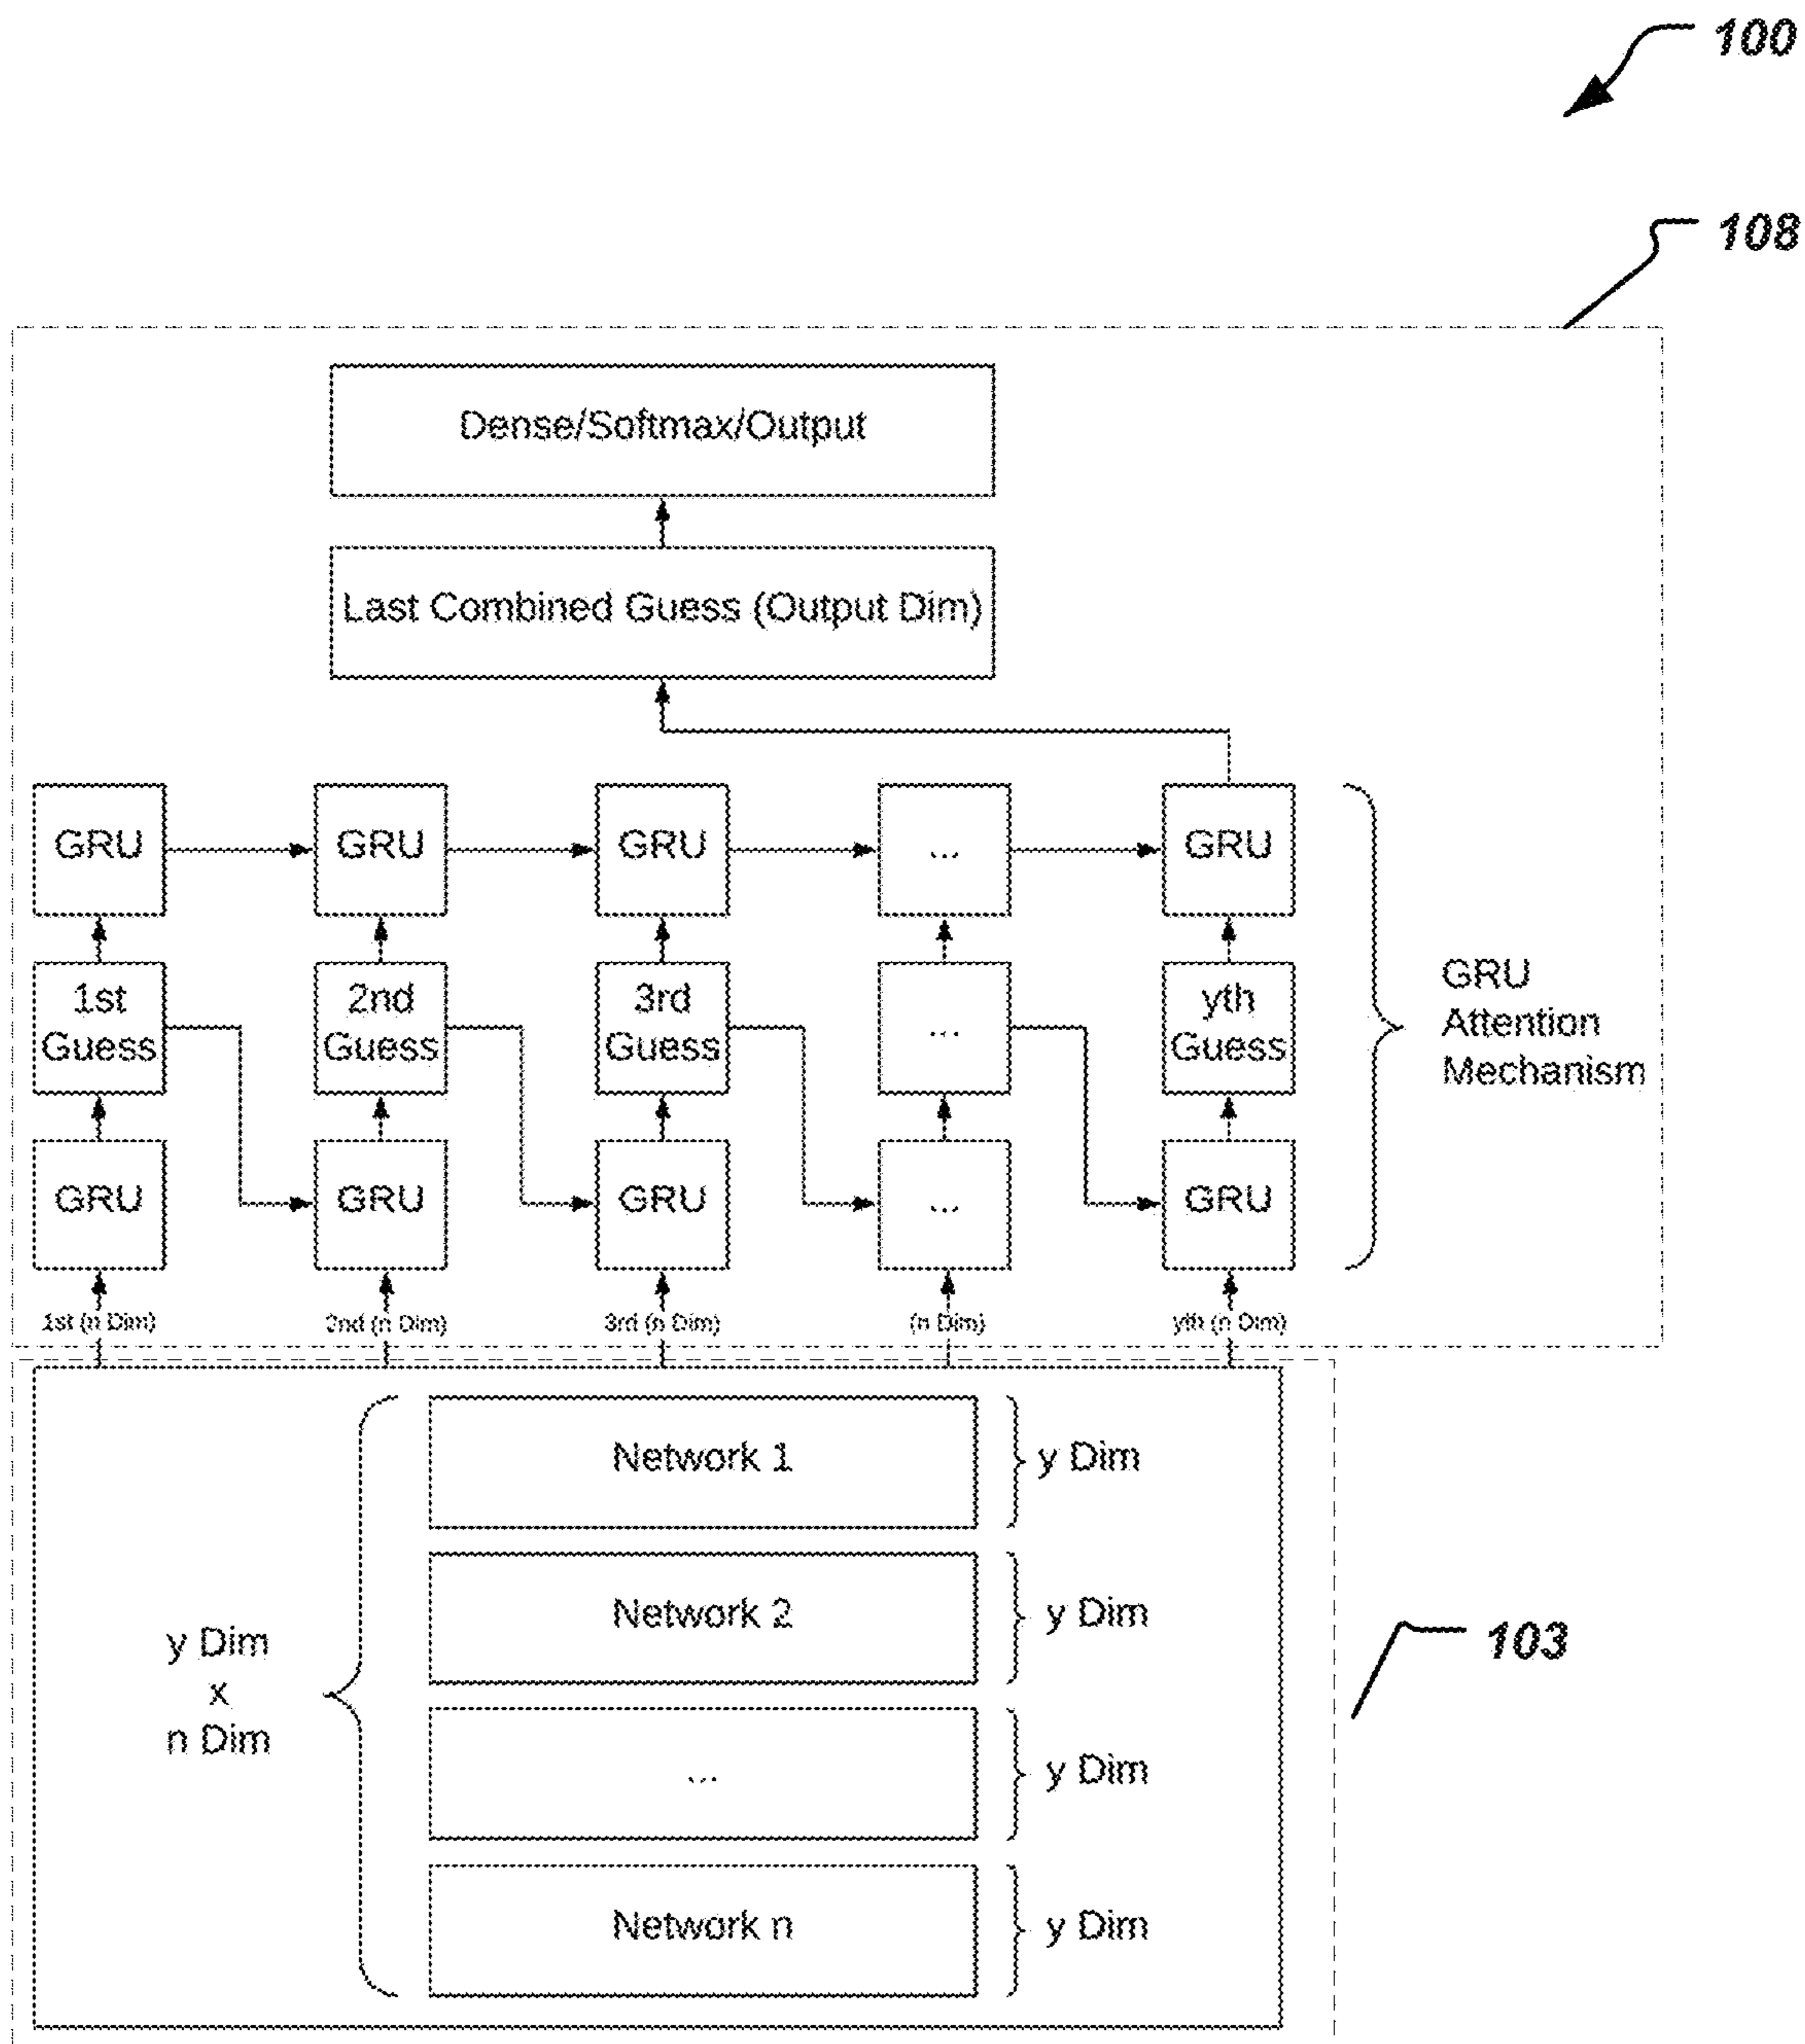 100
108
Dense/Softmax/Output
Last Combined Guess (Output Dim)
GRU
GRU
GRU
...
GRU
1st
Guess
2nd
Guess
3rd
Guess
...
yth
Guess
GRU
Attention
Mechanism
GRU
GRU
GRU
...
GRU
1st (n Dim)
2nd (n Dim)
3rd (n Dim)
(n Dim)
yth (n Dim)
Network 1
y Dim
Network 2
y Dim
y Dim
x
n Dim
...
y Dim
Network n
y Dim
103